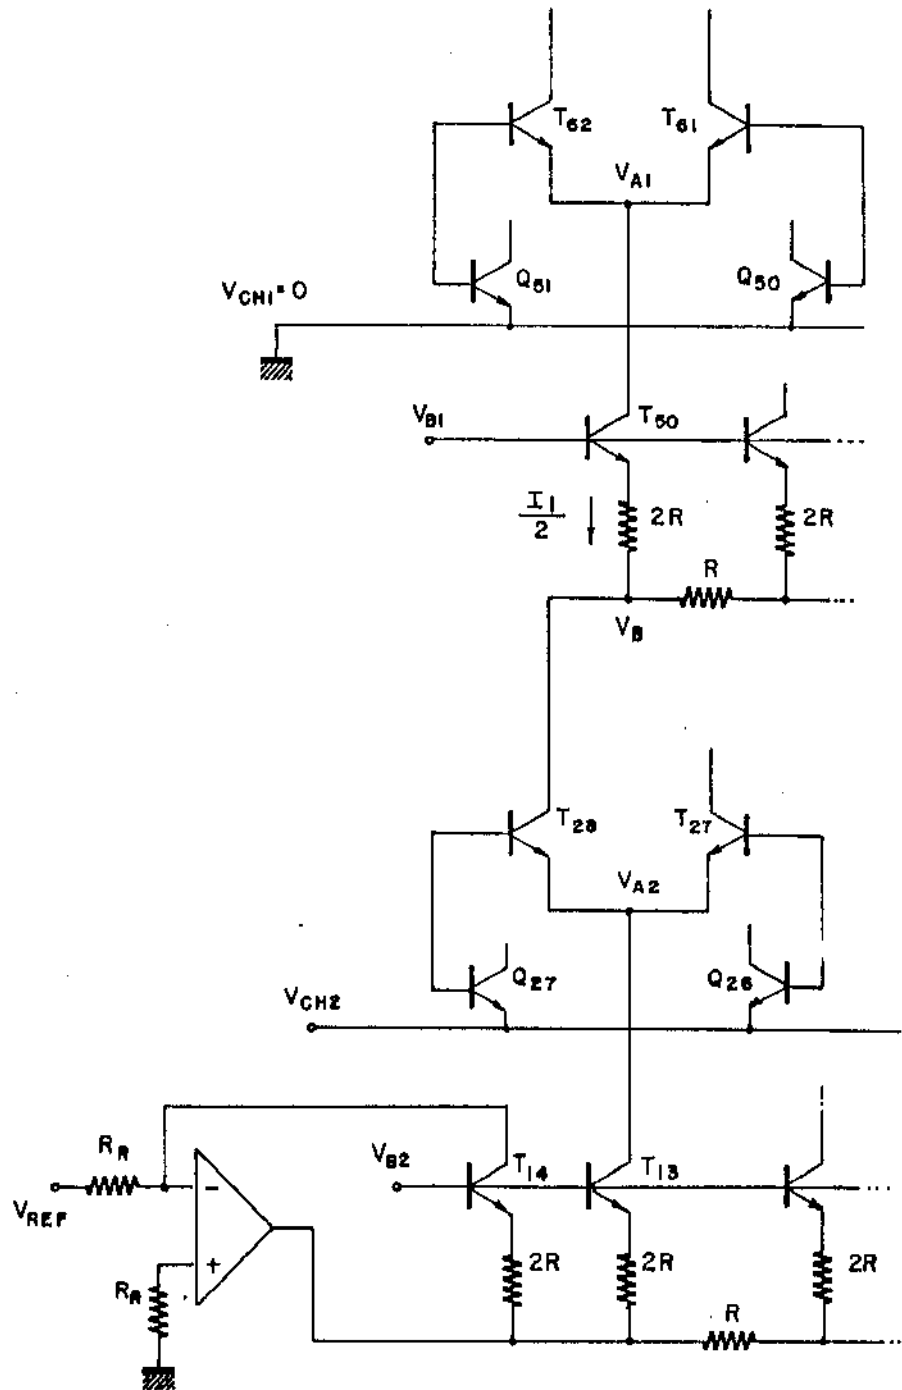 T62 T61
VA1
Q51 Q50
VCH1=0
VB1 T50
I1/2 2R 2R
R
VB
T28 T27
VA2
Q27 Q26
VCH2
RR VB2 T14 T13 ...
VREF - + 2R 2R 2R
RR R